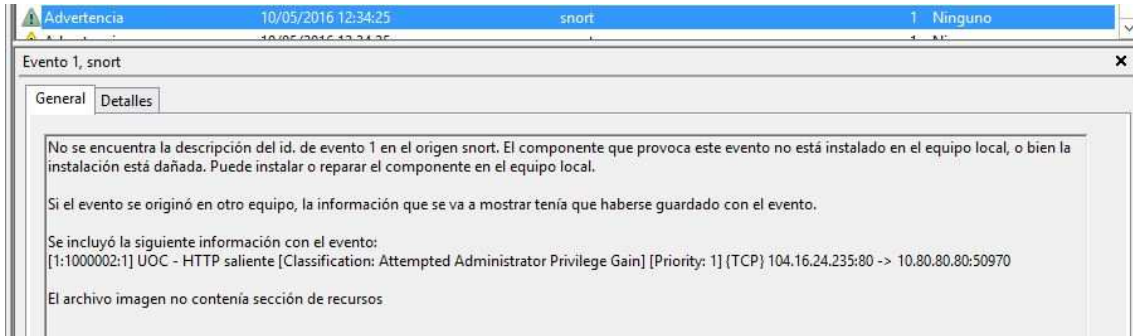 Advertencia 10/05/2016 12:34:25 snort 1 Ninguno
Evento 1, snort
General Detalles
No se encuentra la descripción del id. de evento 1 en el origen snort. El componente que provoca este evento no está instalado en el equipo local, o bien la
instalación está dañada. Puede instalar o reparar el componente en el equipo local.
Si el evento se originó en otro equipo, la información que se va a mostrar tenía que haberse guardado con el evento.
Se incluyó la siguiente información con el evento:
[1:1000002:1] UOC - HTTP saliente [Classification: Attempted Administrator Privilege Gain] [Priority: 1] {TCP} 104.16.24.235:80 -> 10.80.80.80:50970
El archivo imagen no contenía sección de recursos